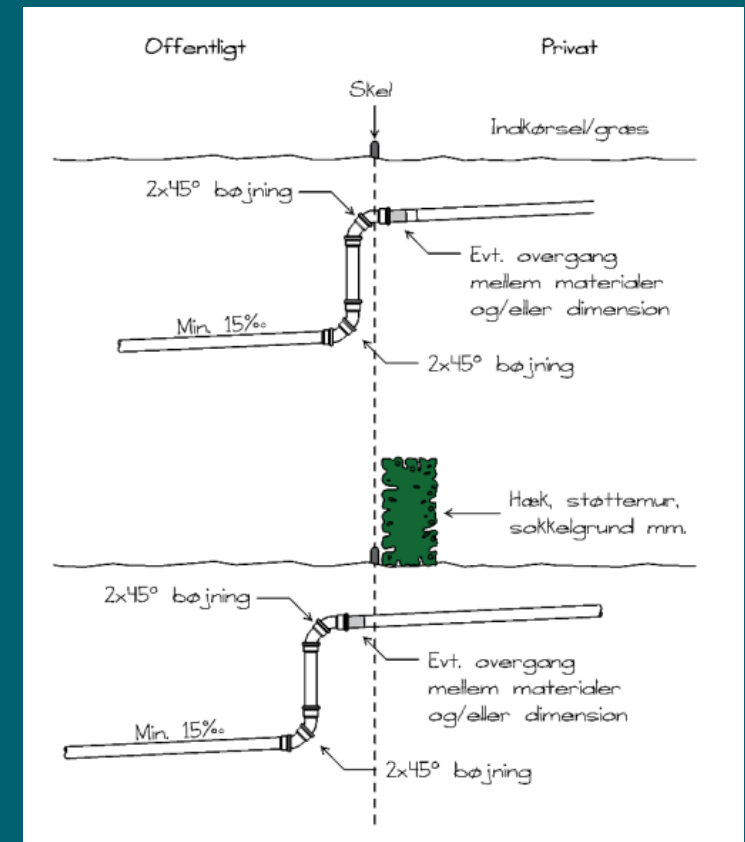 Offentligt
Privat
Skel
Indkørsel/græs
2x45° bøjning
Evt. overgang
mellem materialer
og/eller dimension
Min. 15‰
2x45° bøjning
Hæk, støttemur,
sokkelgrund mm.
2x45° bøjning
Evt. overgang
mellem materialer
og/eller dimension
Min. 15‰
2x45° bøjning